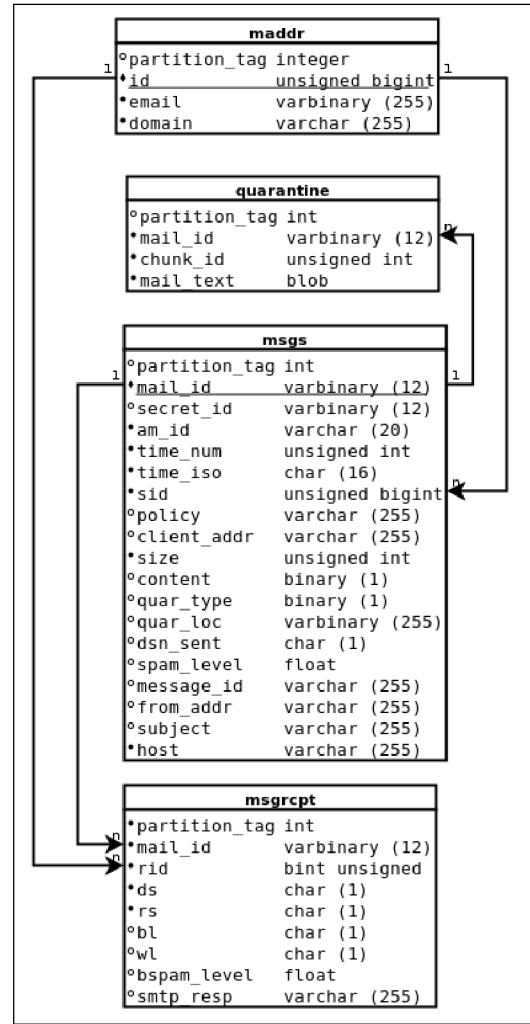 maddr
partition_tag integer
1 id unsigned bigint 1
email varbinary (255)
domain varchar (255)
quarantine
partition_tag int
mail_id varbinary (12) n
chunk_id unsigned int
mail_text blob
msgs
partition_tag int
1 mail_id varbinary (12) 1
secret_id varbinary (12)
am_id varchar (20)
time_num unsigned int
time_iso char (16)
sid unsigned bigint n
policy varchar (255)
client_addr varchar (255)
size unsigned int
content binary (1)
quar_type binary (1)
quar_loc varbinary (255)
dsn_sent char (1)
spam_level float
message_id varchar (255)
from_addr varchar (255)
subject varchar (255)
host varchar (255)
msgrcpt
partition_tag int
n mail_id varbinary (12)
n rid bint unsigned
ds char (1)
rs char (1)
bl char (1)
wl char (1)
bspam_level float
smtp_resp varchar (255)